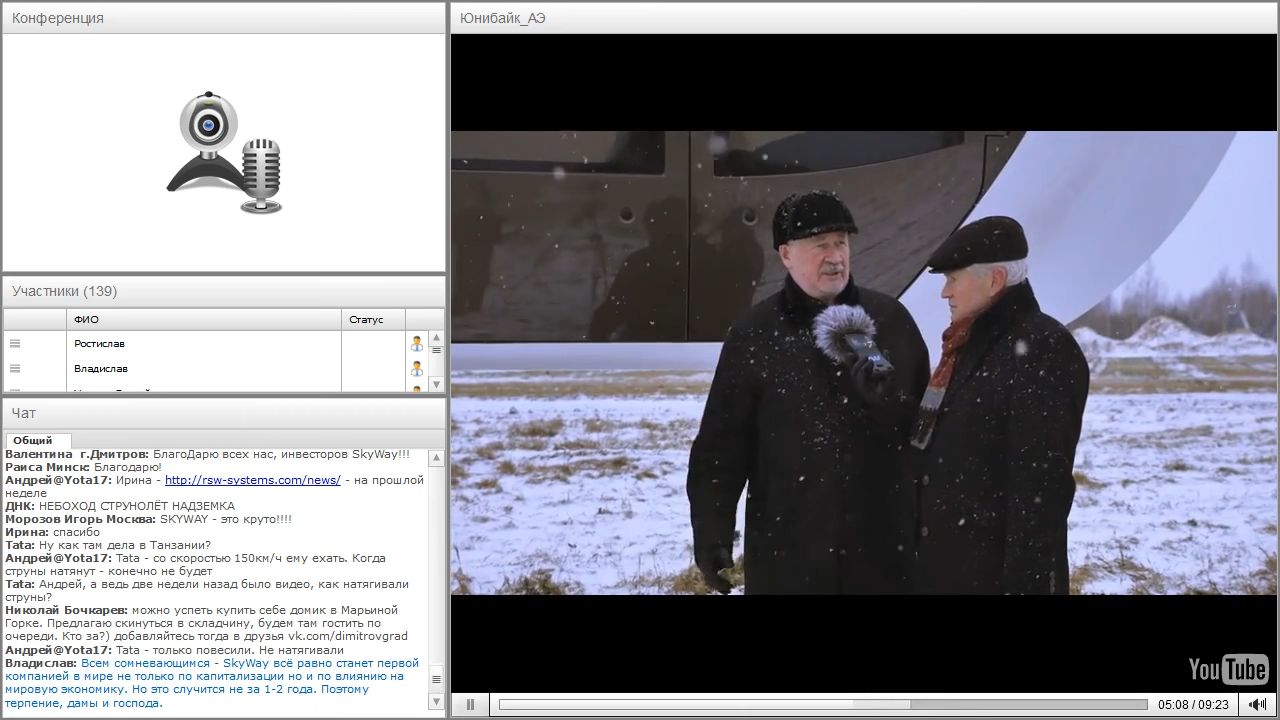 Конференция
Юнибайк_АЭ
Участники (139)
ФИО
Статус
Ростислав
Владислав
Чат
Общий
Валентина г.Дмитров: БлагоДарю всех нас, инвесторов SkyWay!!!
Раиса Минск: Благодарю!
Андрей@Yota17: Ирина - http://rsw-systems.com/news/ - на прошлой
неделе
ДНК: НЕБОХОД СТРУНОЛЁТ НАДЗЕМКА
Морозов Игорь Москва: SKYWAY - это круто!!!!
Ирина: спасибо
Tata: Ну как там дела в Танзании?
Андрей@Yota17: Tata - со скоростью 150км/ч ему ехать. Когда
струны натянут - конечно не будет
Tata: Андрей, а ведь две недели назад было видео, как натягивали
струны?
Николай Бочкарев: можно успеть купить себе домик в Марьиной
Горке. Предлагаю скинуться в складчину, будем там гостить по
очереди. Кто за?) добавляйтесь тогда в друзья vk.com/dimitrovgrad
Андрей@Yota17: Tata - только повесили. Не натягивали
Владислав: Всем сомневающимся - SkyWay всё равно станет первой
компанией в мире не только по капитализации но и по влиянию на
мировую экономику. Но это случится не за 1-2 года. Поэтому
терпение, дамы и господа.
YouTube
05:08 / 09:23